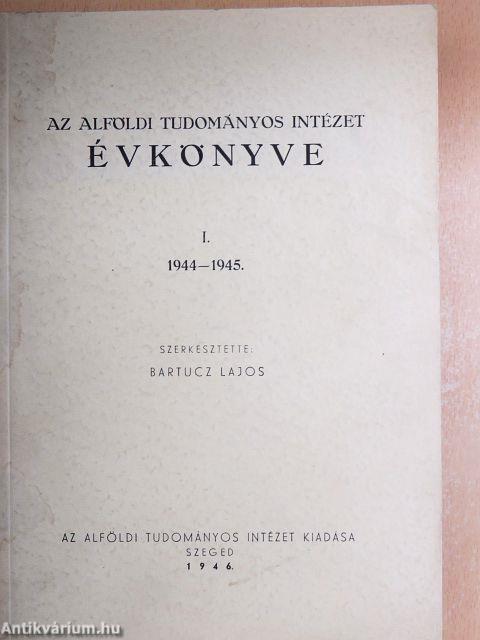 AZ ALFÖLDI TUDOMÁNYOS INTÉZET
ÉVKÖNYVE
I.
1944—1945.
SZERKESZTETTE:
BARTUCZ LAJOS
AZ ALFÖLDI TUDOMÁNYOS INTÉZET KIADÁSA
SZEGED
1946.
Antikvárium.hu